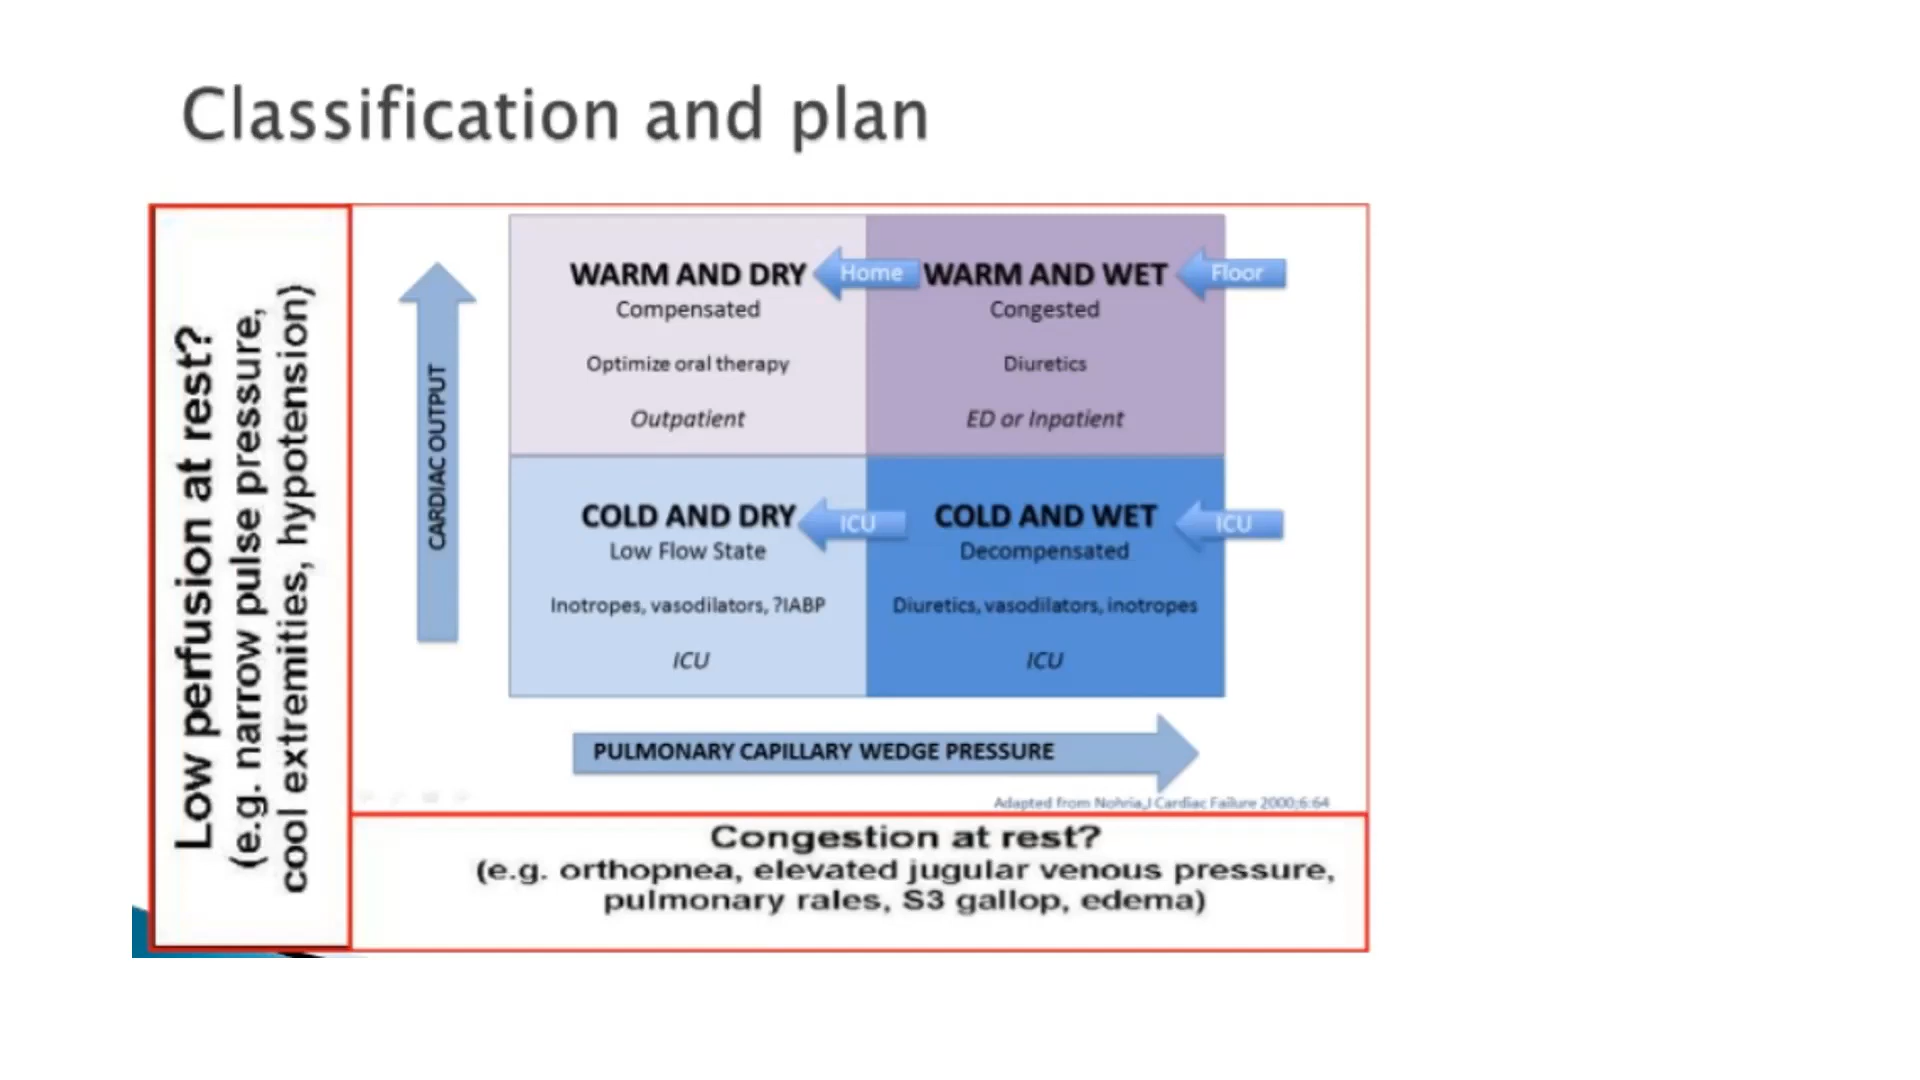 Classification and plan
Low perfusion at rest?
(e.g. narrow pulse pressure,
cool extremities, hypotension)
CARDIAC OUTPUT
WARM AND DRY
Home
Compensated
Optimize oral therapy
Outpatient
WARM AND WET
Floor
Congested
Diuretics
ED or Inpatient
COLD AND DRY
ICU
Low Flow State
Inotropes, vasodilators, ?IABP
ICU
COLD AND WET
ICU
Decompensated
Diuretics, vasodilators, inotropes
ICU
PULMONARY CAPILLARY WEDGE PRESSURE
Adapted from Nohria,J Cardiac Failure 2000;6:64
Congestion at rest?
(e.g. orthopnea, elevated jugular venous pressure,
pulmonary rales, S3 gallop, edema)